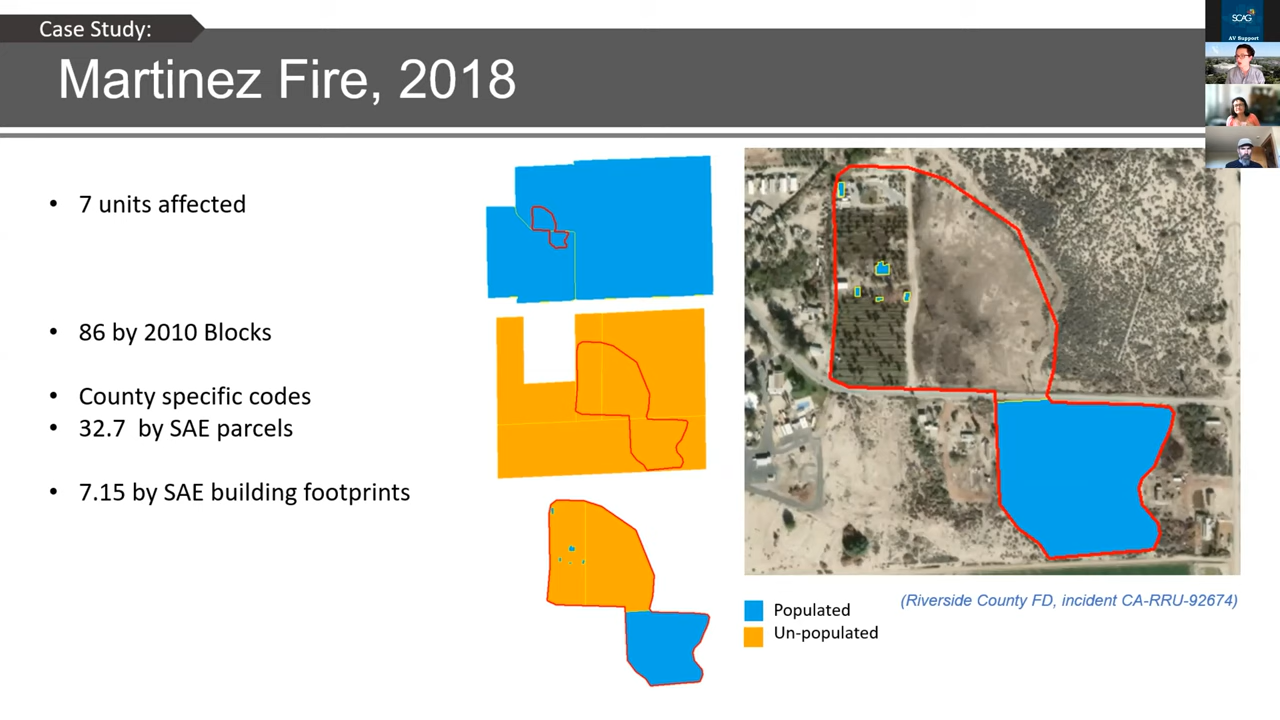 Case Study:
Martinez Fire, 2018
SCAG
AV Support
• 7 units affected
• 86 by 2010 Blocks
• County specific codes
• 32.7 by SAE parcels
• 7.15 by SAE building footprints
(Riverside County FD, incident CA-RRU-92674)
Populated
Un-populated